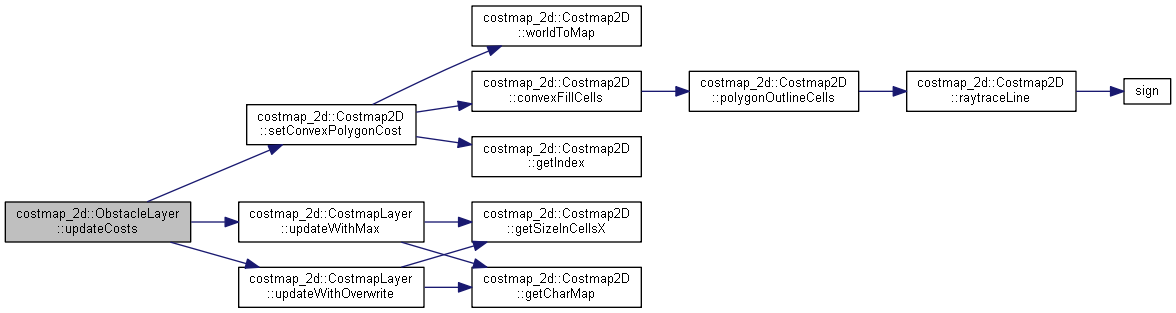 costmap_2d::Costmap2D
::worldToMap
costmap_2d::Costmap2D
::convexFillCells
costmap_2d::Costmap2D
::polygonOutlineCells
costmap_2d::Costmap2D
::raytraceLine
sign
costmap_2d::Costmap2D
::setConvexPolygonCost
costmap_2d::Costmap2D
::getIndex
costmap_2d::ObstacleLayer
::updateCosts
costmap_2d::CostmapLayer
::updateWithMax
costmap_2d::Costmap2D
::getSizeInCellsX
costmap_2d::CostmapLayer
::updateWithOverwrite
costmap_2d::Costmap2D
::getCharMap